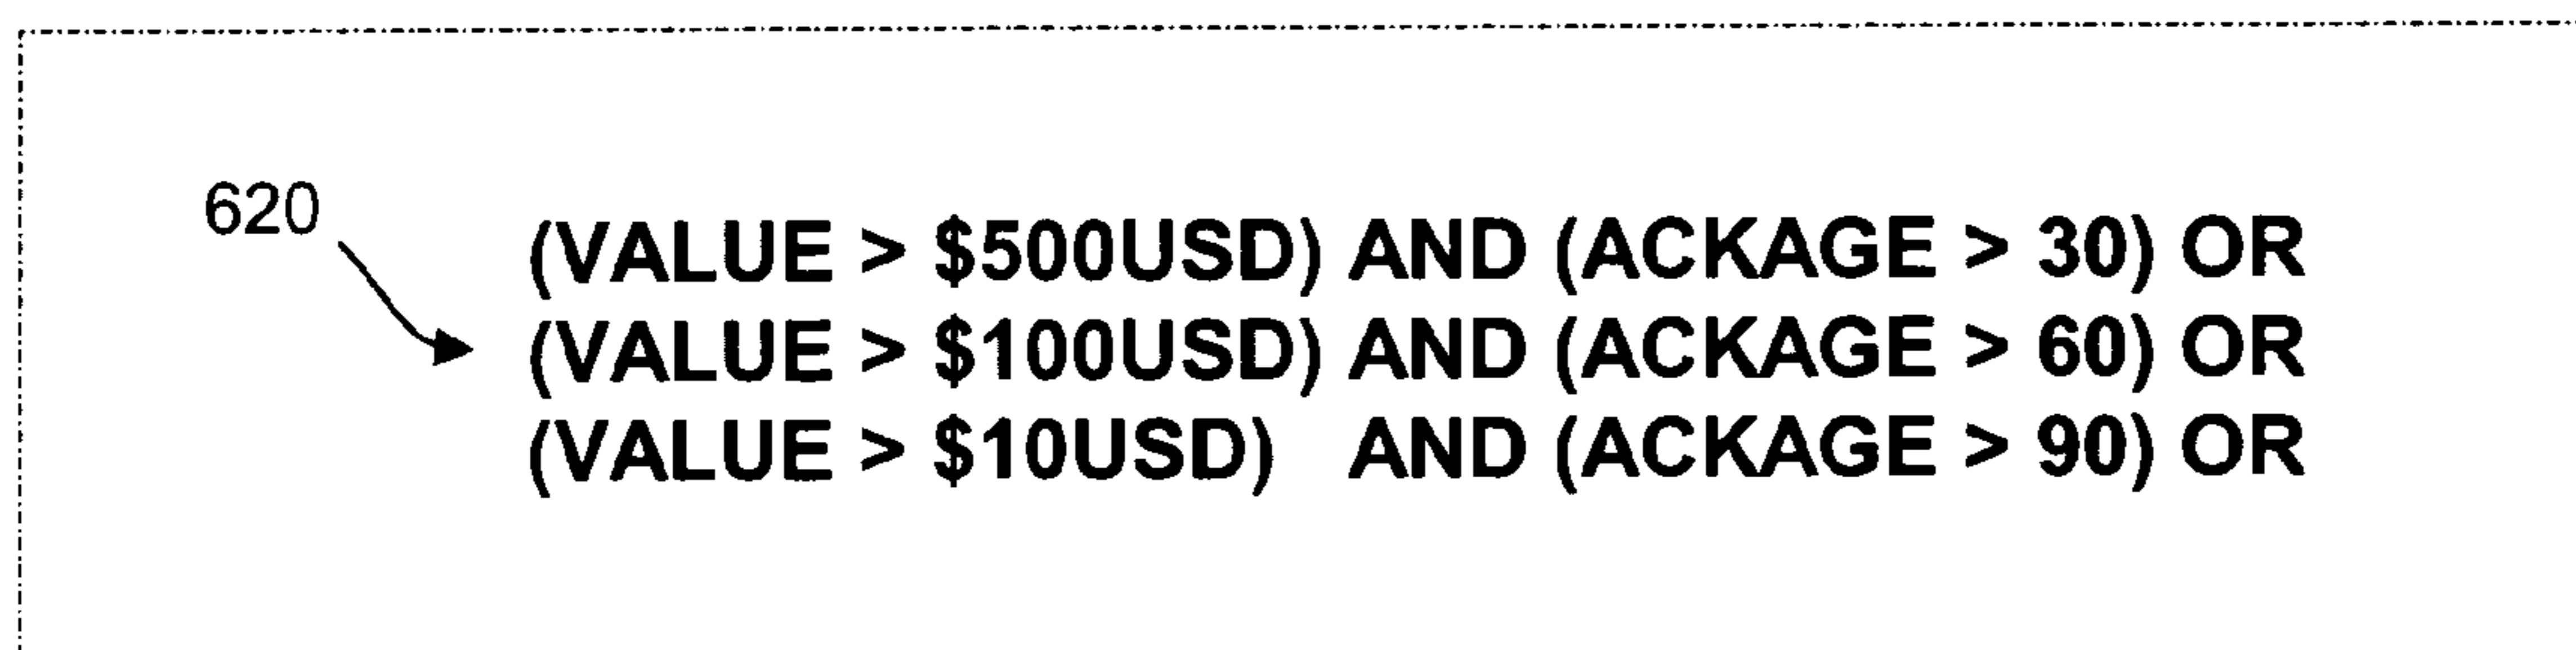 620
(VALUE > $500USD) AND (ACKAGE > 30) OR
(VALUE > $100USD) AND (ACKAGE > 60) OR
(VALUE > $10USD) AND (ACKAGE > 90) OR